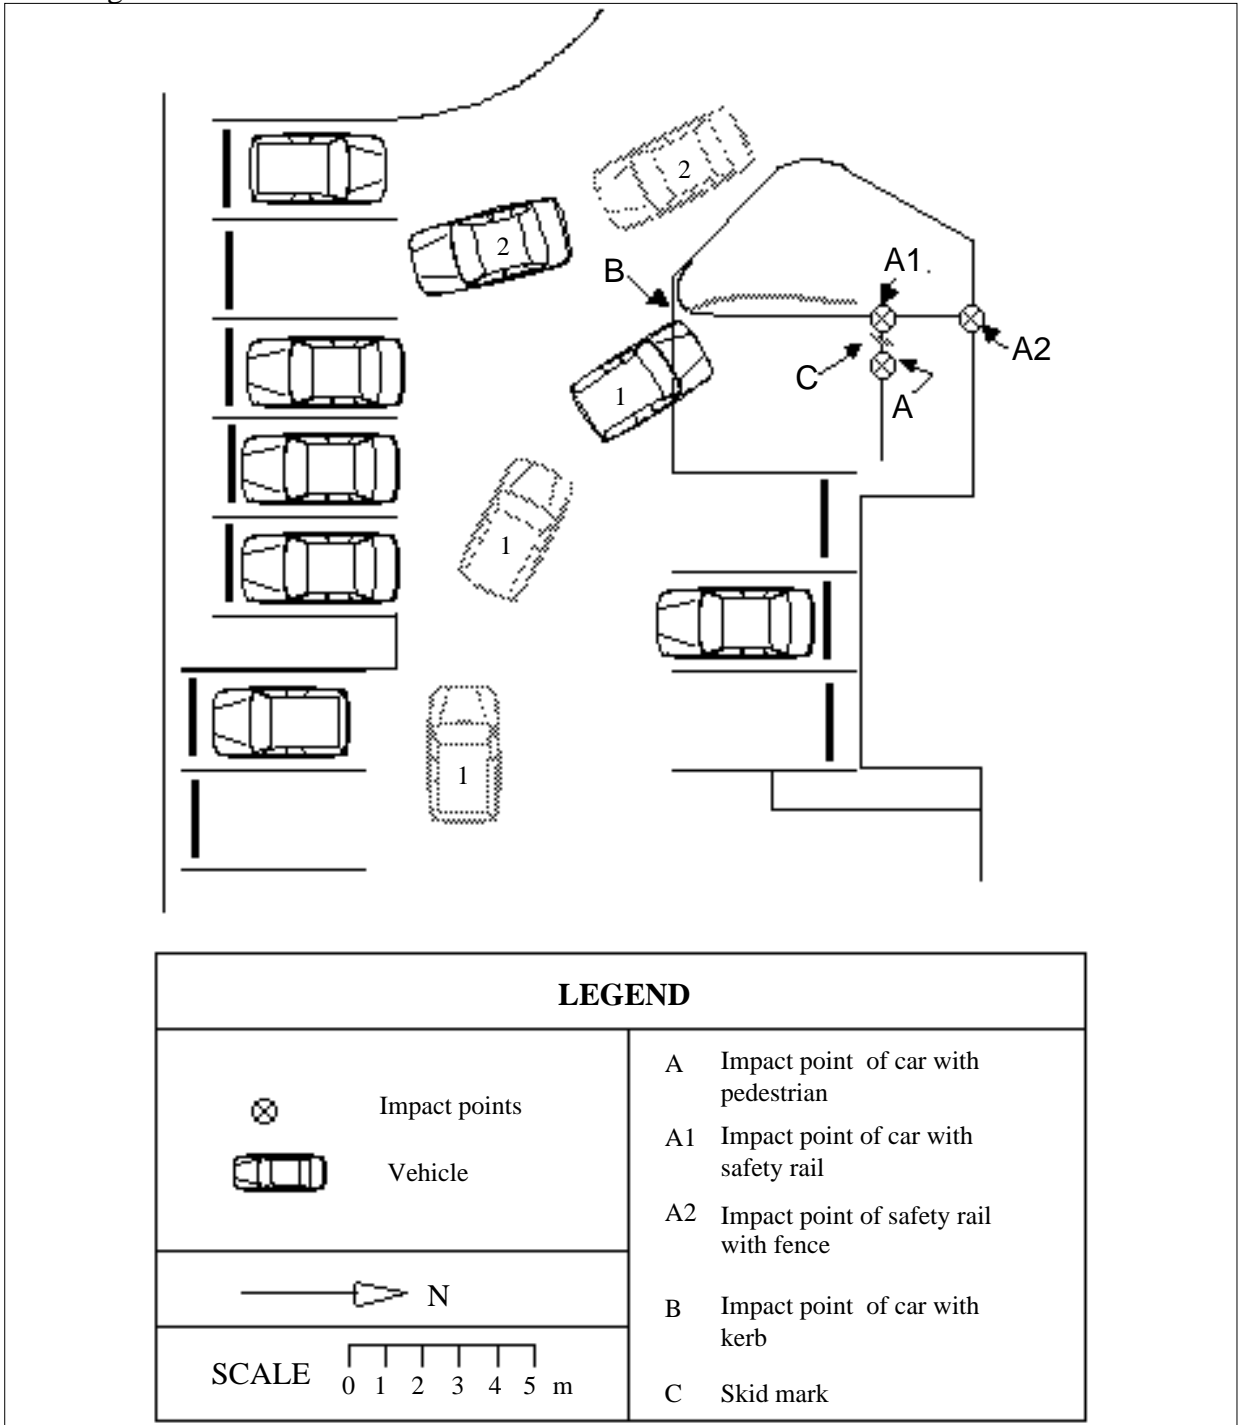 2
2
B
A1
A2
C
A
1
1
1
LEGEND
Impact points
Vehicle
N
SCALE
0 1 2 3 4 5 m
A Impact point of car with
pedestrian
A1 Impact point of car with
safety rail
A2 Impact point of safety rail
with fence
B Impact point of car with
kerb
C Skid mark